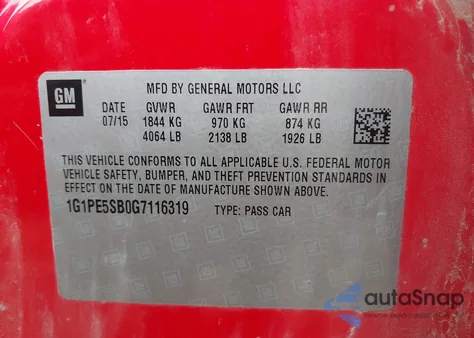 GM
MFD BY GENERAL MOTORS LLC
DATE GVWR GAWR FRT GAWR RR
07/15 1844 KG 970 KG 874 KG
4064 LB 2138 LB 1926 LB
THIS VEHICLE CONFORMS TO ALL APPLICABLE U.S. FEDERAL MOTOR
VEHICLE SAFETY, BUMPER, AND THEFT PREVENTION STANDARDS IN
EFFECT ON THE DATE OF MANUFACTURE SHOWN ABOVE.
1G1PE5SB0G7116319 TYPE: PASS CAR
autoSnap